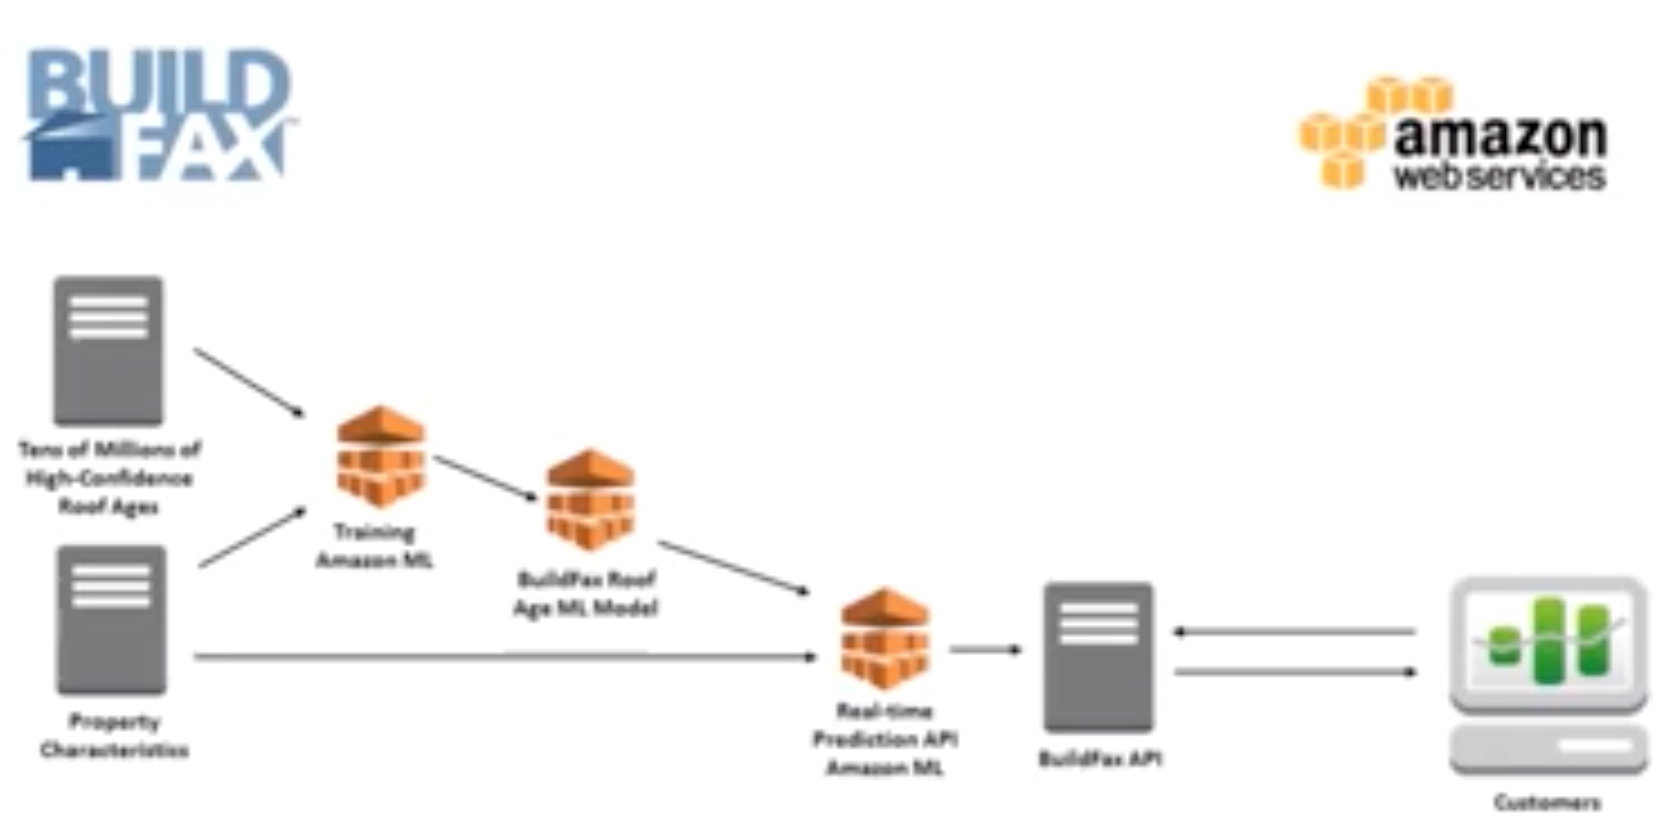 BUILD
FAX™
amazon
web services
Tens of Millions of
High-Confidence
Roof Ages
Training
Amazon ML
BuildFax Roof
Age ML Model
Property
Characteristics
Real-time
Prediction API
Amazon ML
BuildFax API
Customers